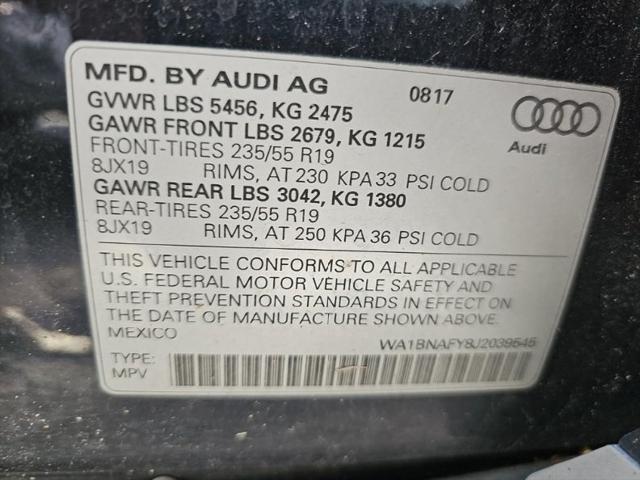 MFD. BY AUDI AG 0817
GVWR LBS 5456, KG 2475
GAWR FRONT LBS 2679, KG 1215
FRONT-TIRES 235/55 R19
8JX19 RIMS, AT 230 KPA 33 PSI COLD
GAWR REAR LBS 3042, KG 1380
REAR-TIRES 235/55 R19
8JX19 RIMS, AT 250 KPA 36 PSI COLD
Audi
THIS VEHICLE CONFORMS TO ALL APPLICABLE
U.S. FEDERAL MOTOR VEHICLE SAFETY AND
THEFT PREVENTION STANDARDS IN EFFECT ON
THE DATE OF MANUFACTURE SHOWN ABOVE.
MEXICO WA1BNAFY8J2039545
TYPE:
MPV